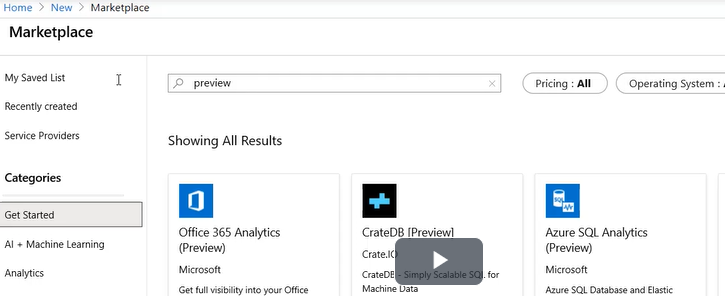 Home > New > Marketplace
Marketplace
My Saved List
Recently created
Service Providers
Categories
Get Started
AI + Machine Learning
Analytics
preview
Pricing : All
Operating System :
Showing All Results
Office 365 Analytics
(Preview)
Microsoft
Get full visibility into your Office
CrateDB [Preview]
Crate.IO
CrateDB - Simply Scalable SQL for
Machine Data
Azure SQL Analytics
(Preview)
Microsoft
Azure SQL Database and Elastic